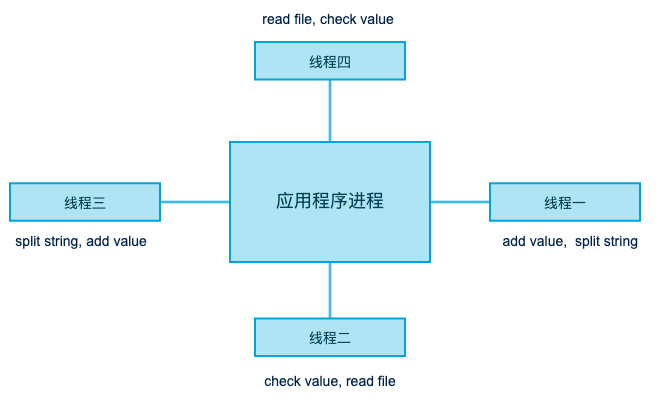 read file, check value
线程四
应用程序进程
线程三
线程一
split string, add value
add value,  split string
线程二
check value, read file